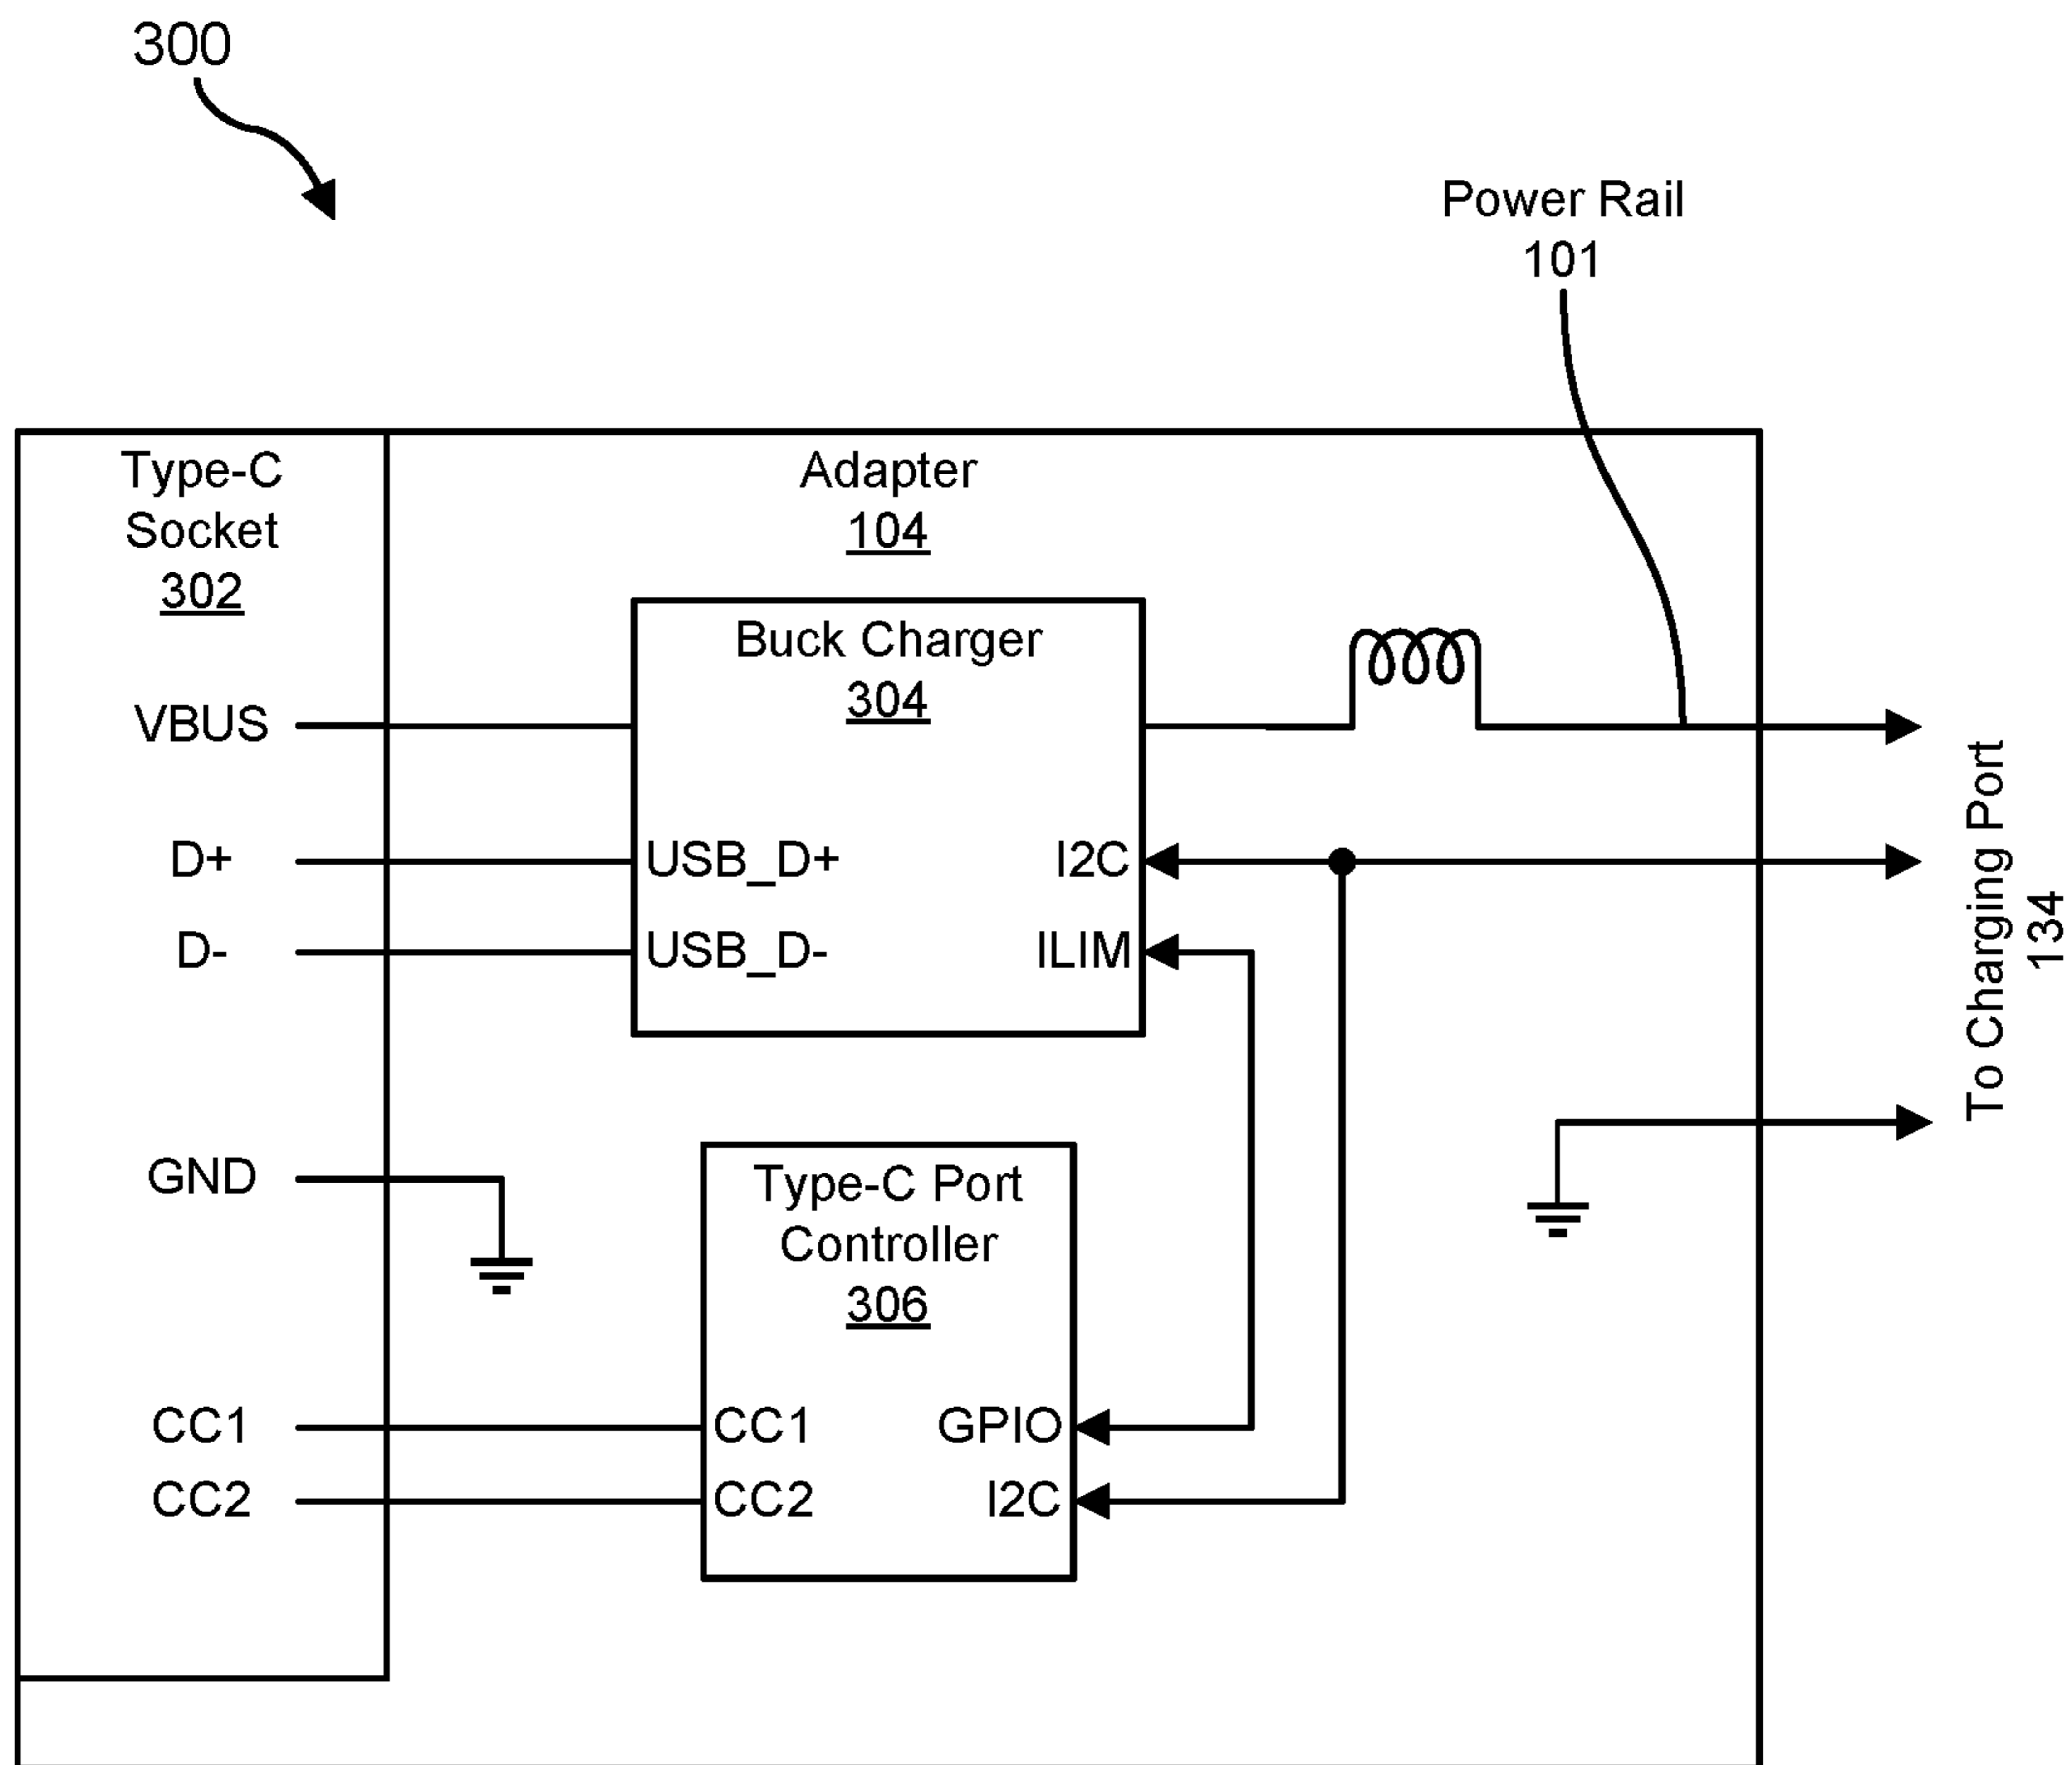 300
Power Rail
101
Type-C
Socket
302
Adapter
104
Buck Charger
304
VBUS
D+
USB_D+
I2C
D-
USB_D-
ILIM
To Charging Port
134
GND
Type-C Port
Controller
306
CC1
CC1
GPIO
CC2
CC2
I2C